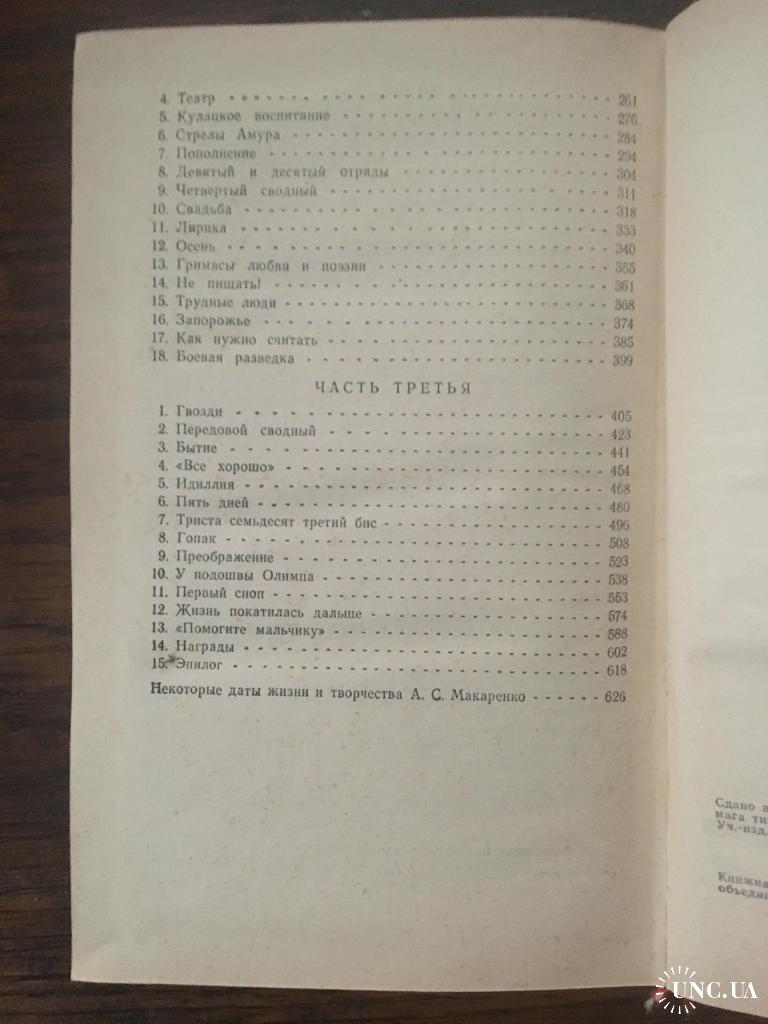 4. Театр - - - - - - - - - - - - - - - - - 261
5. Кулацкое воспитание - - - - - - - - - - - - 276
6. Стрелы Амура - - - - - - - - - - - - - - 284
7. Пополнение - - - - - - - - - - - - - - - 294
8. Девятый и десятый отряды - - - - - - - - - - 304
9. Четвертый сводный - - - - - - - - - - - - - 311
10. Свадьба - - - - - - - - - - - - - - - - 318
11. Лирика - - - - - - - - - - - - - - - - 333
12. Осень - - - - - - - - - - - - - - - - - 340
13. Гримасы любви и поэзии - - - - - - - - - - - 355
14. Не пищать! - - - - - - - - - - - - - - - 361
15. Трудные люди - - - - - - - - - - - - - - 368
16. Запорожье - - - - - - - - - - - - - - - 374
17. Как нужно считать - - - - - - - - - - - - - 385
18. Боевая разведка - - - - - - - - - - - - - - 399
ЧАСТЬ ТРЕТЬЯ
1. Гвозди - - - - - - - - - - - - - - - - - 405
2. Передовой сводный - - - - - - - - - - - - - 423
3. Бытие - - - - - - - - - - - - - - - - - 441
4. «Все хорошо» - - - - - - - - - - - - - - - 454
5. Идиллия - - - - - - - - - - - - - - - - 468
6. Пять дней - - - - - - - - - - - - - - - - 480
7. Триста семьдесят третий бис - - - - - - - - - - 496
8. Гопак - - - - - - - - - - - - - - - - - 508
9. Преображение - - - - - - - - - - - - - - - 523
10. У подошвы Олимпа - - - - - - - - - - - - - 538
11. Первый сноп - - - - - - - - - - - - - - - 553
12. Жизнь покатилась дальше - - - - - - - - - - - 574
13. «Помогите мальчику» - - - - - - - - - - - - 588
14. Награды - - - - - - - - - - - - - - - - 602
15. Эпилог - - - - - - - - - - - - - - - - - 618
Некоторые даты жизни и творчества А. С. Макаренко - - - - - - 626
Сдано в
мага ти
Уч.-изд.
Книжна
объеди
UNC.UA